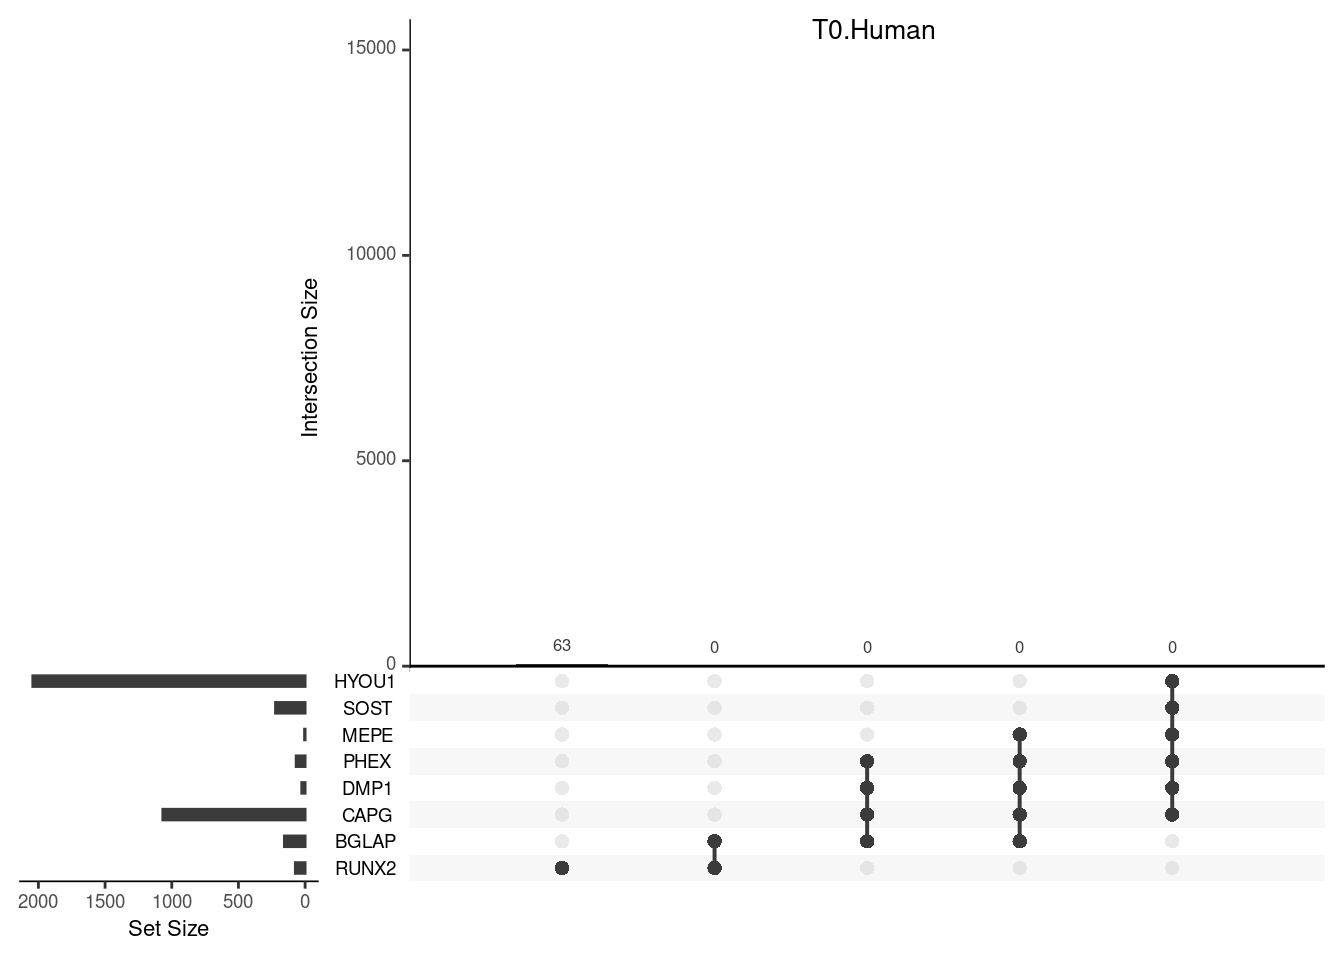 T0.Human
15000
10000
5000
0
Intersection Size
63 0 0 0 0
HYOU1
SOST
MEPE
PHEX
DMP1
CAPG
BGLAP
RUNX2
2000 1500 1000 500 0
Set Size